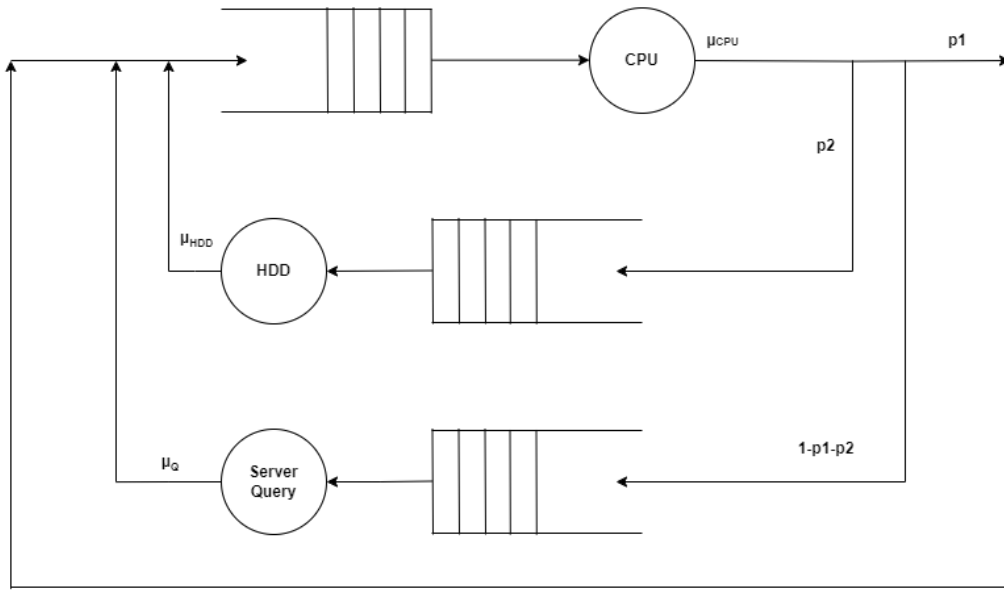 CPU
μCPU
p1
p2
μHDD
HDD
1-p1-p2
μQ
Server
Query